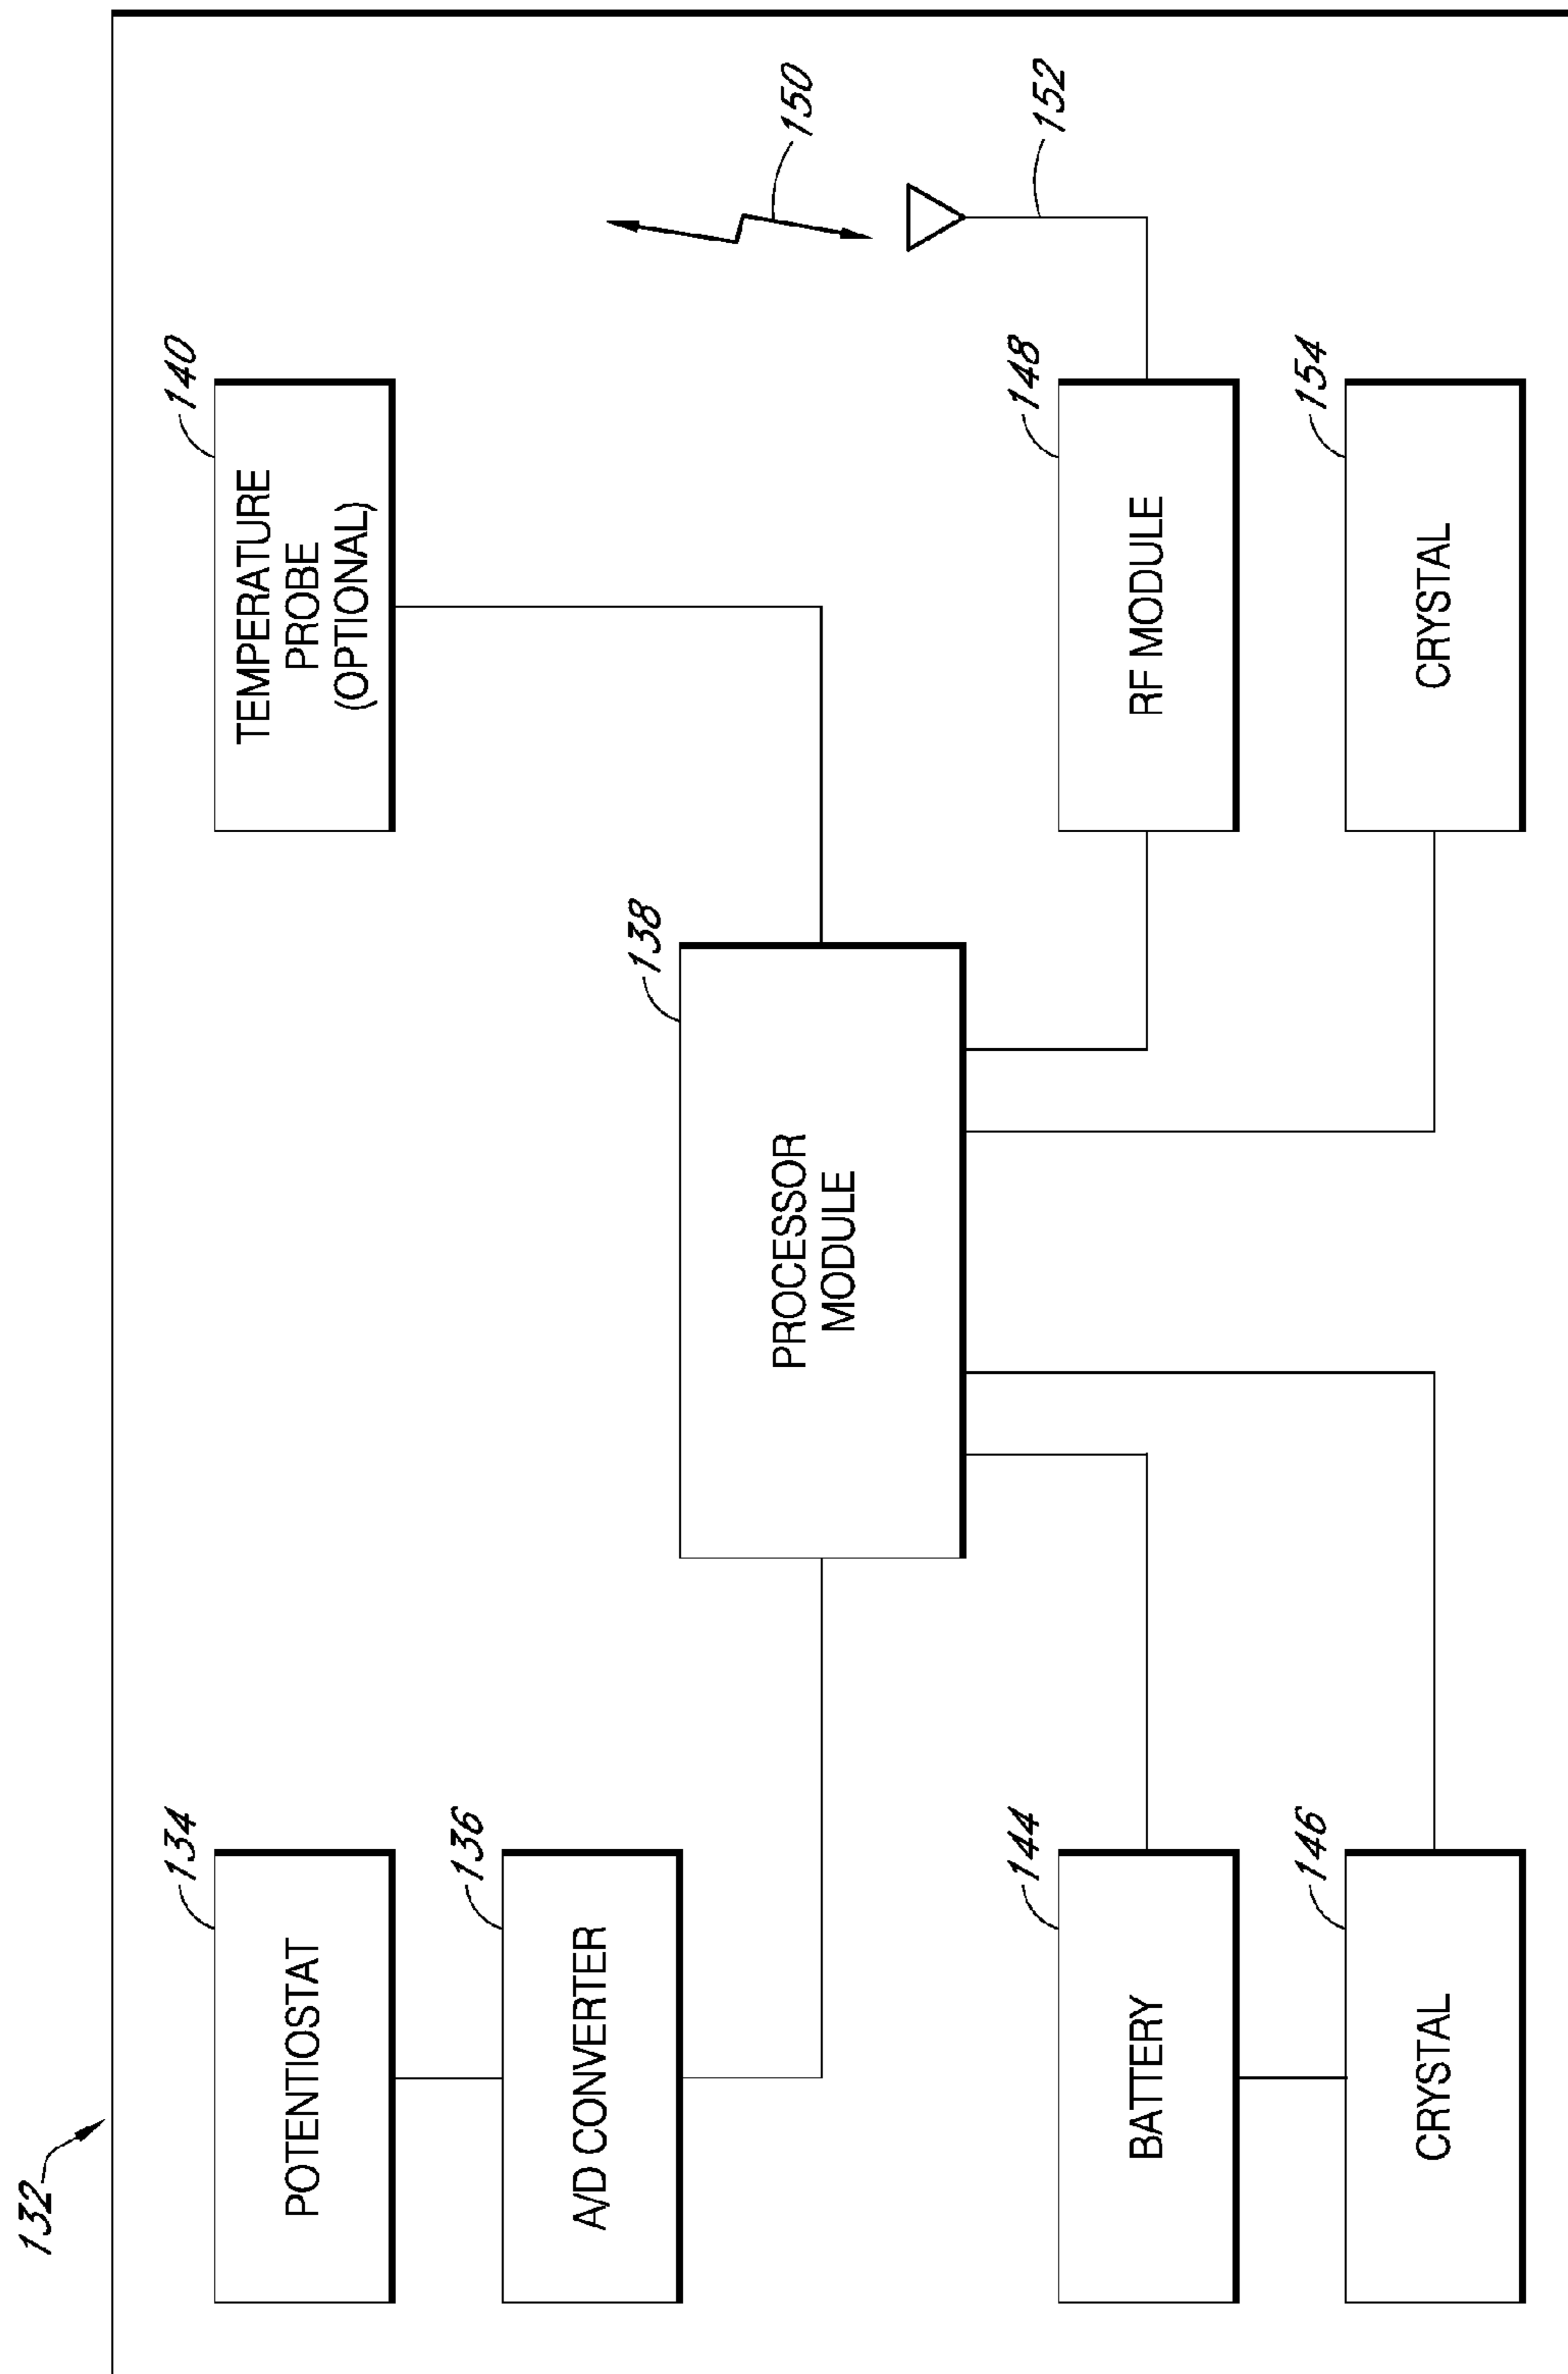 132
134
POTENTIOSTAT
136
A/D CONVERTER
140
TEMPERATURE
PROBE
(OPTIONAL)
138
PROCESSOR
MODULE
150
152
144
BATTERY
146
CRYSTAL
148
RF MODULE
154
CRYSTAL